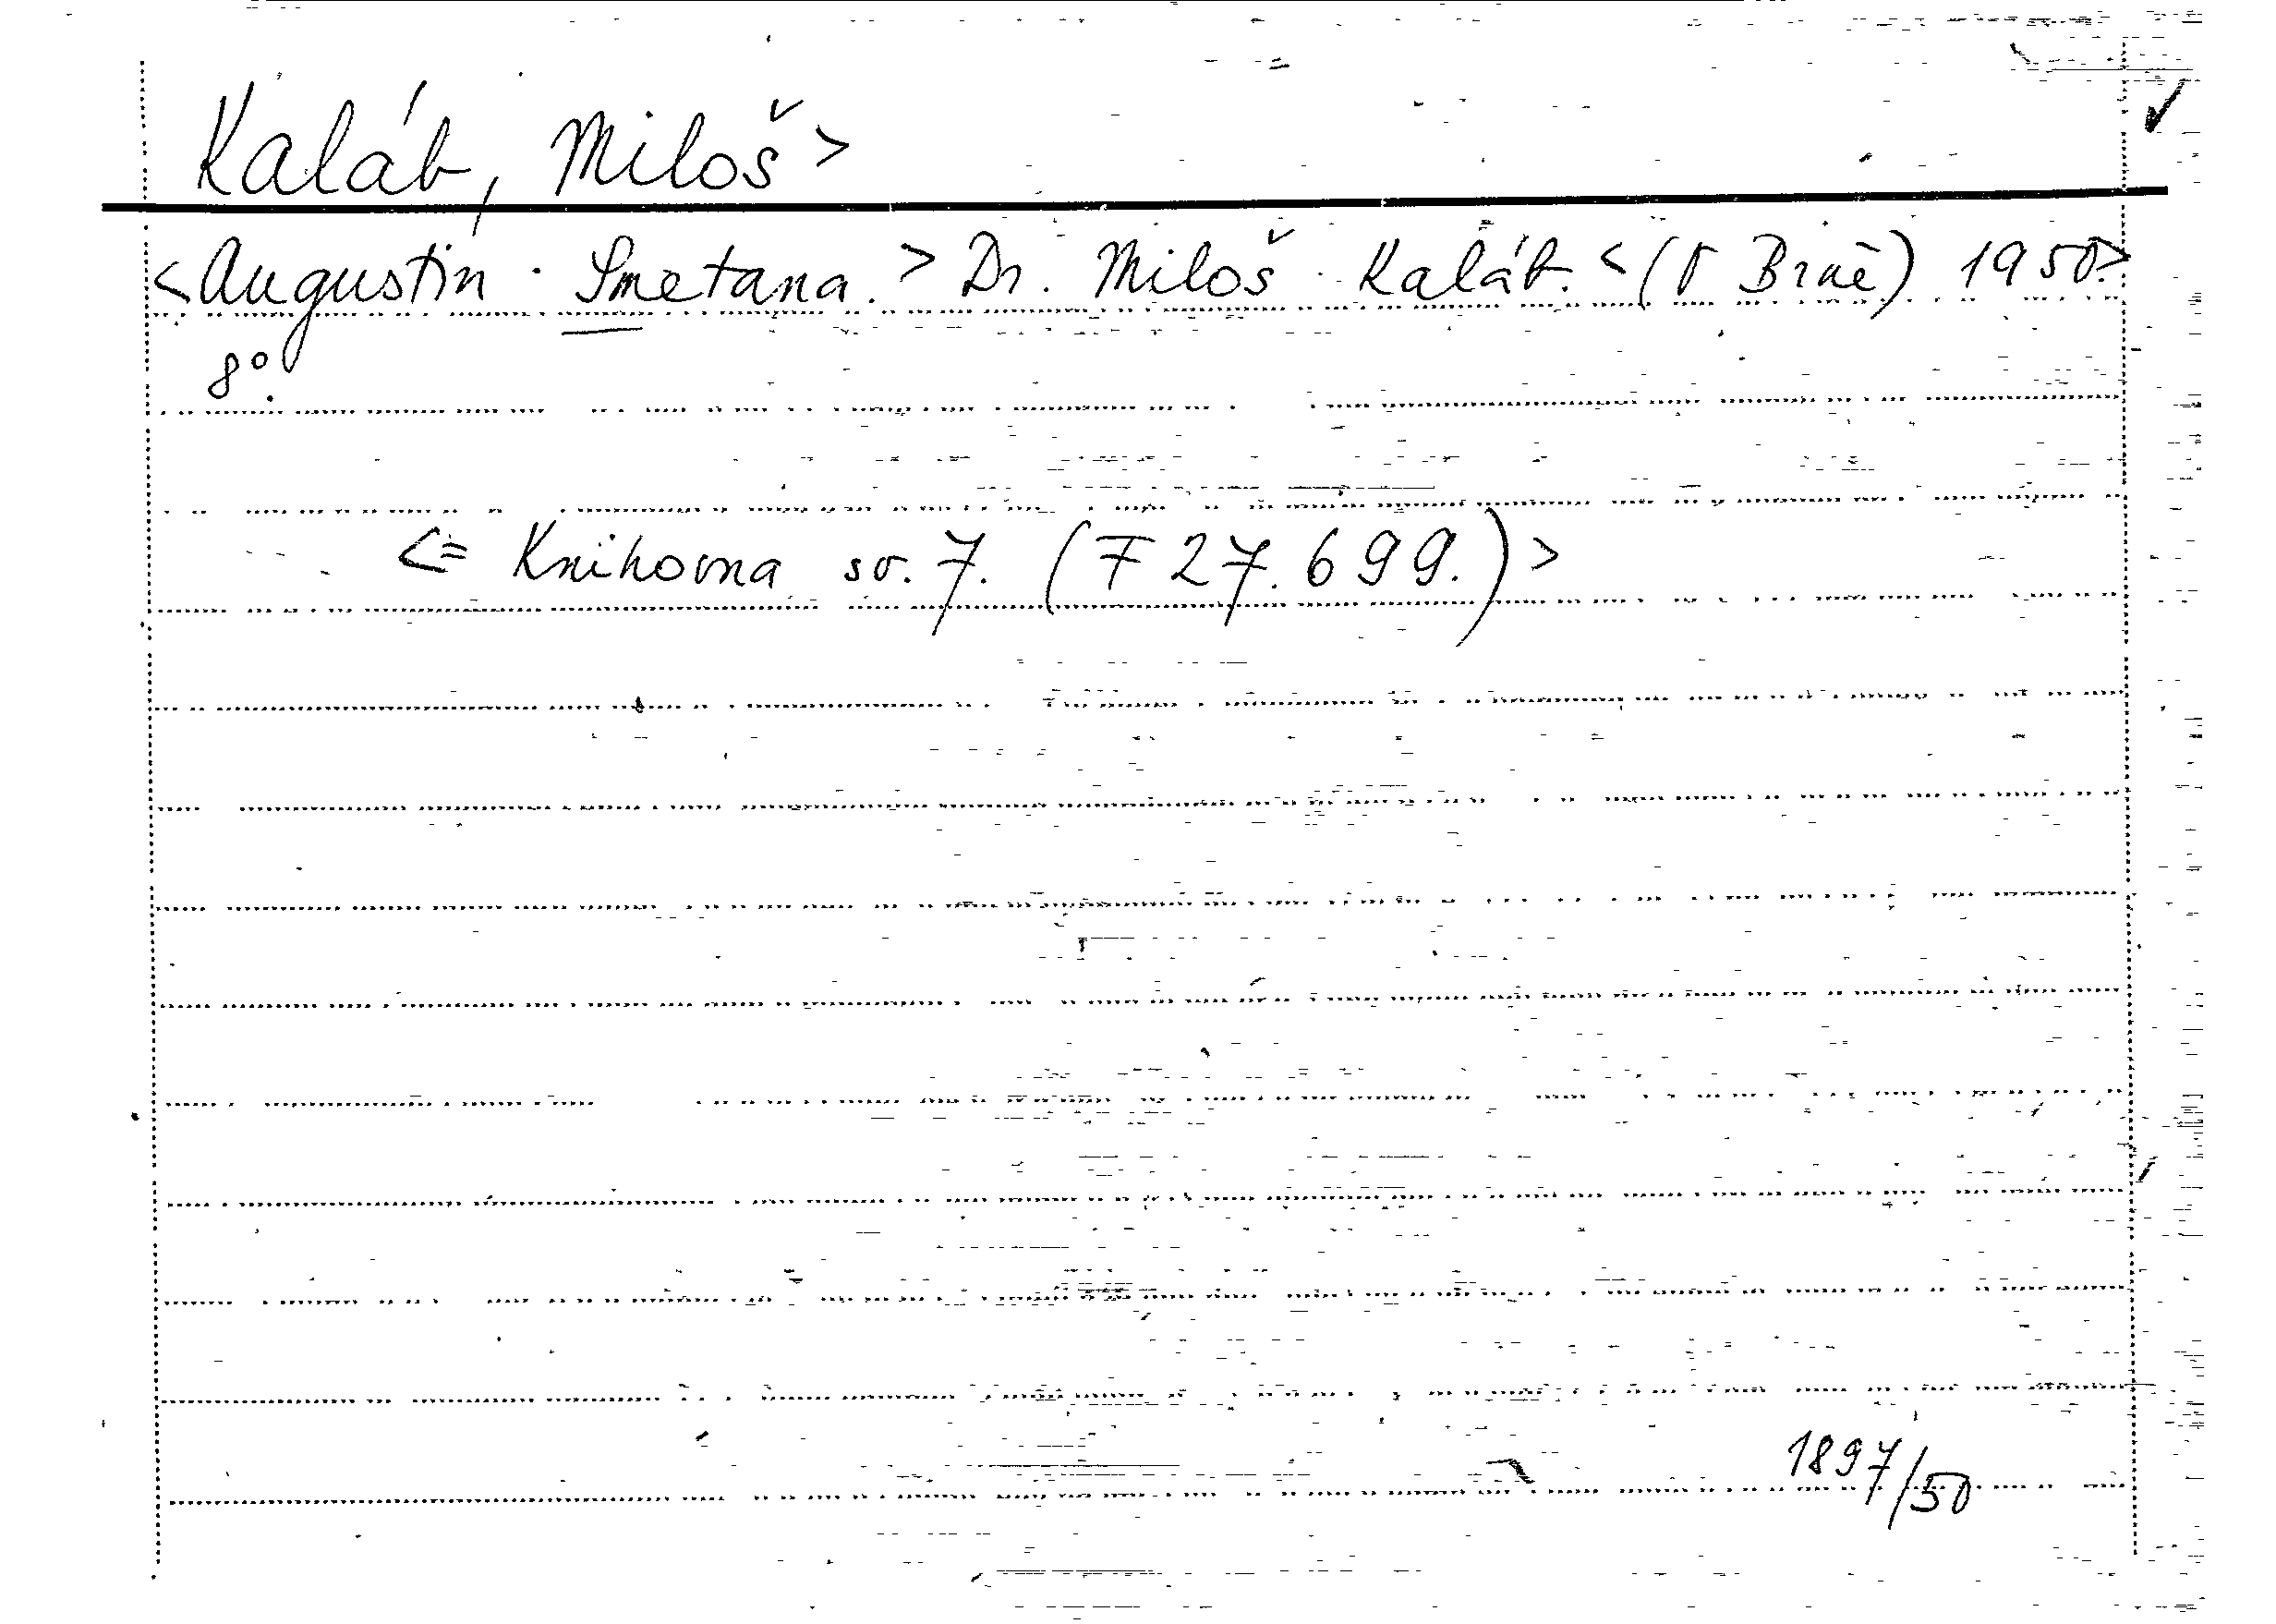 Kaláb, Miloš>
<Augustin Smetana.> Dr. Miloš Kaláb. <(V Brně) 1950.>
8°.
<= Knihovna sv. 7. (F 27.699.)>
1897/50